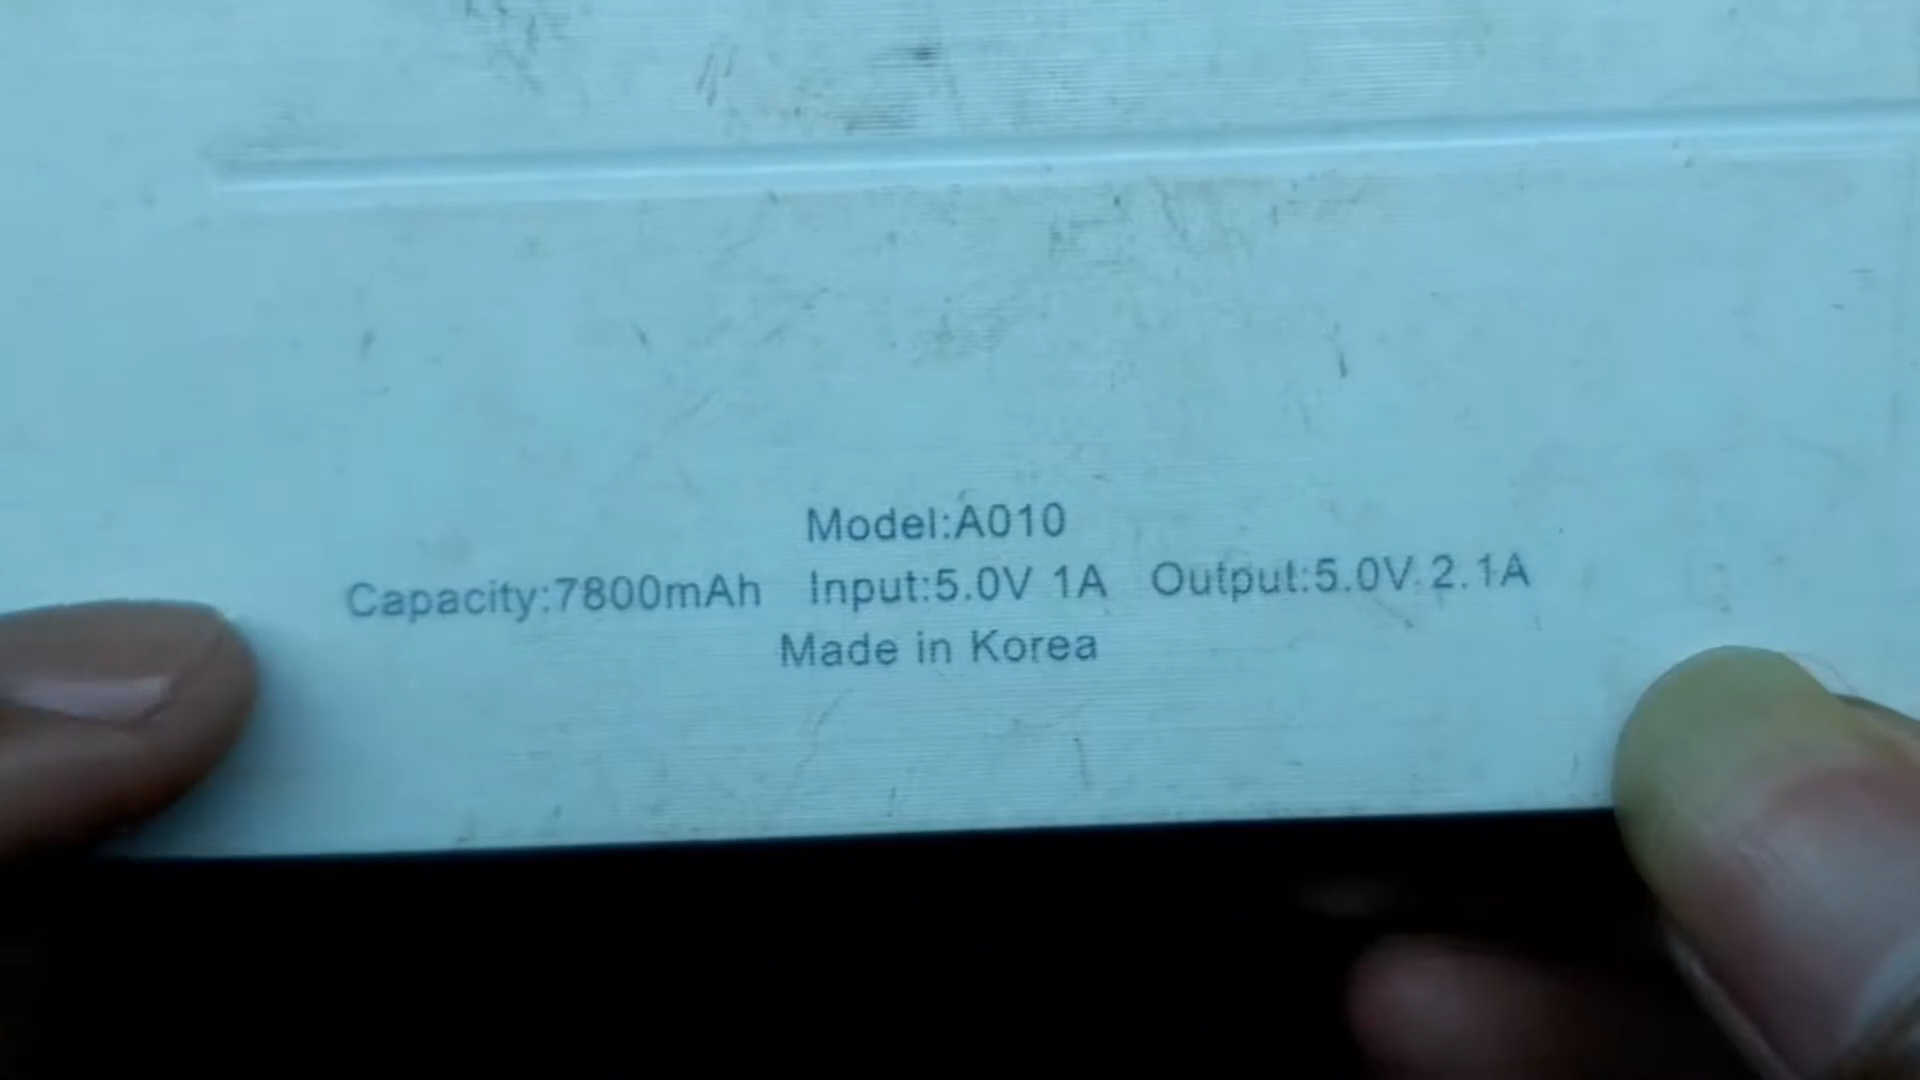 Model:A010
Capacity:7800mAh Input:5.0V 1A Output:5.0V 2.1A
Made in Korea